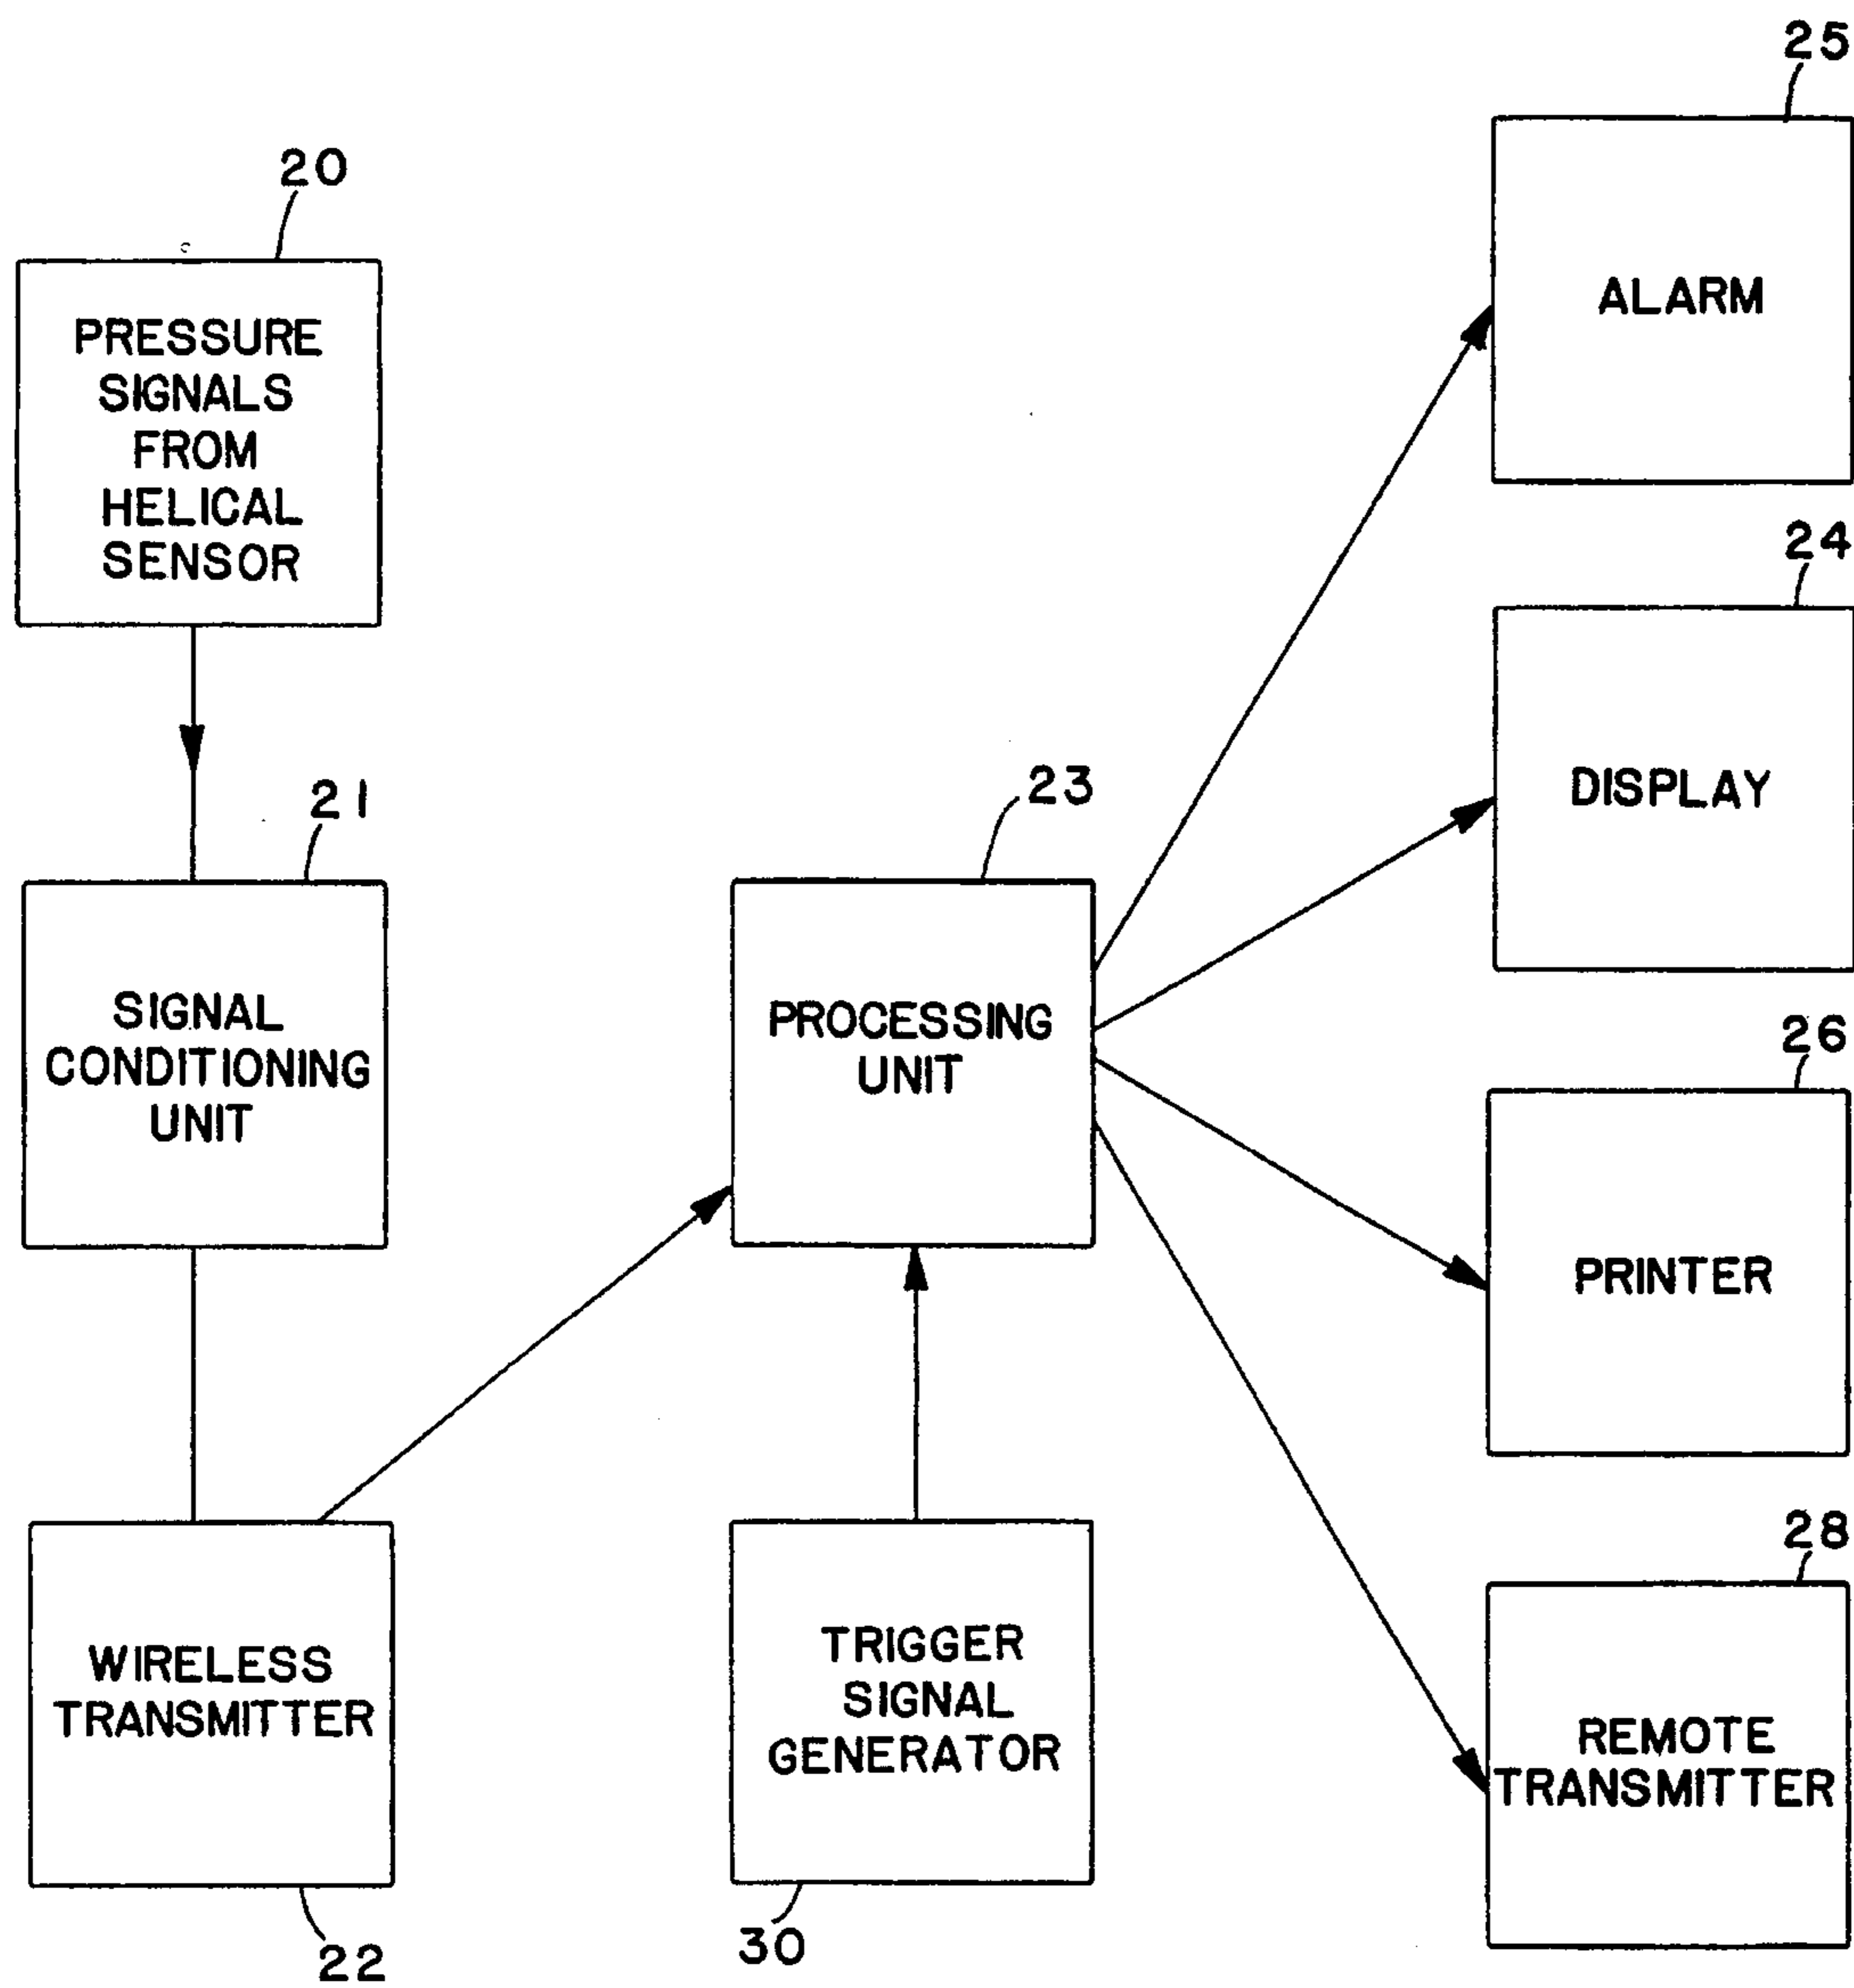 20
PRESSURE
SIGNALS
FROM
HELICAL
SENSOR
21
SIGNAL
CONDITIONING
UNIT
WIRELESS
TRANSMITTER
22
23
PROCESSING
UNIT
TRIGGER
SIGNAL
GENERATOR
30
25
ALARM
24
DISPLAY
26
PRINTER
28
REMOTE
TRANSMITTER